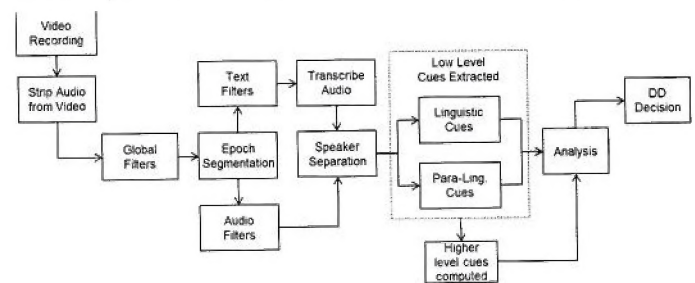 Video
Recording
Strip Audio
from Video
Global
Filters
Epoch
Segmentation
Text
Filters
Audio
Filters
Transcribe
Audio
Speaker
Separation
Low Level
Cues Extracted
Linguistic
Cues
Para-Ling.
Cues
Higher
level cues
computed
Analysis
DD
Decision